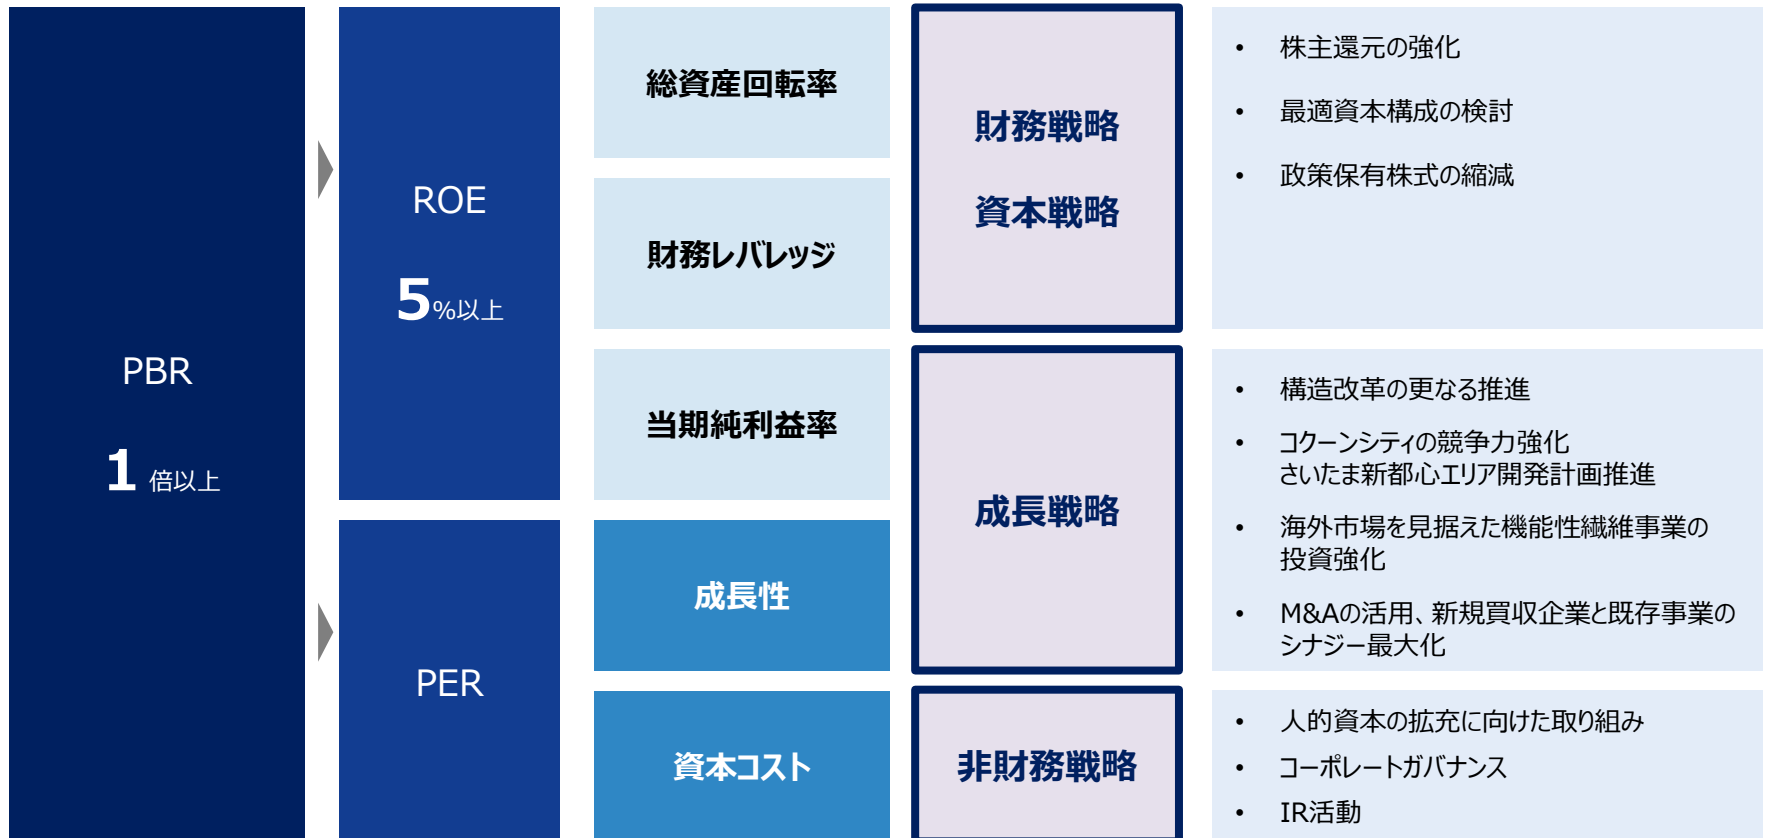 PBR
1 倍以上
ROE
5%以上
PER
総資産回転率
財務レバレッジ
当期純利益率
成長性
資本コスト
財務戦略
資本戦略
成長戦略
非財務戦略
• 株主還元の強化
• 最適資本構成の検討
• 政策保有株式の縮減
• 構造改革の更なる推進
• コクーンシティの競争力強化
さいたま新都心エリア開発計画推進
• 海外市場を見据えた機能性繊維事業の
投資強化
• M&Aの活用、新規買収企業と既存事業の
シナジー最大化
• 人的資本の拡充に向けた取り組み
• コーポレートガバナンス
• IR活動